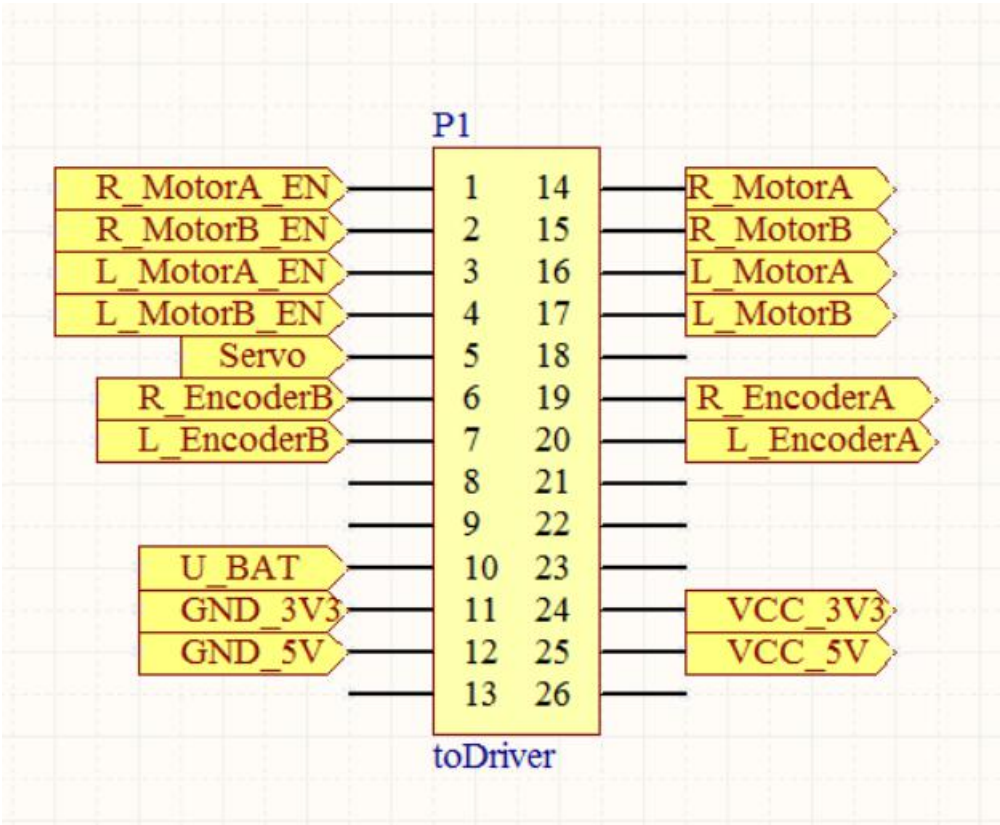 P1
R_MotorA_EN 1 14 R_MotorA
R_MotorB_EN 2 15 R_MotorB
L_MotorA_EN 3 16 L_MotorA
L_MotorB_EN 4 17 L_MotorB
Servo 5 18
R_EncoderB 6 19 R_EncoderA
L_EncoderB 7 20 L_EncoderA
8 21
9 22
U_BAT 10 23
GND_3V3 11 24 VCC_3V3
GND_5V 12 25 VCC_5V
13 26
toDriver